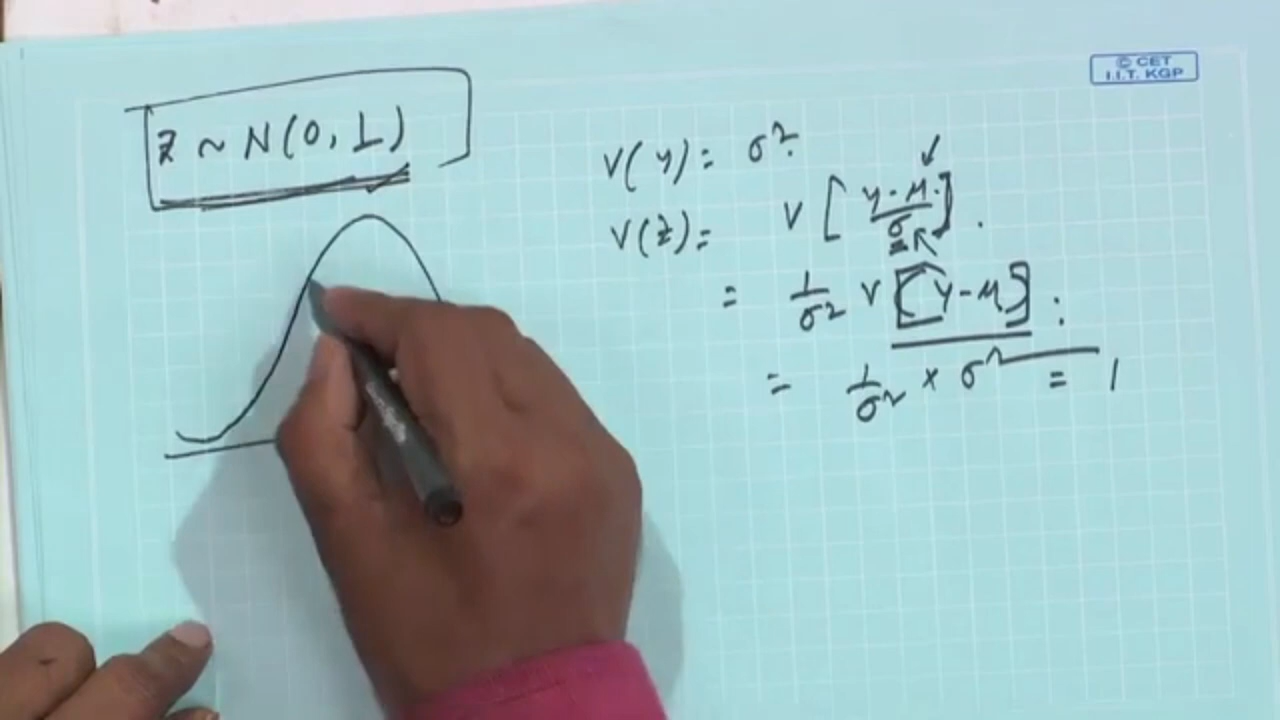 © CET
I.I.T. KGP
Z ~ N(0, 1)
V(y) = σ².
V(Z) = V[(y-μ)/σ].
= 1/σ² V[(y-μ)] :
= 1/σ² × σ² = 1